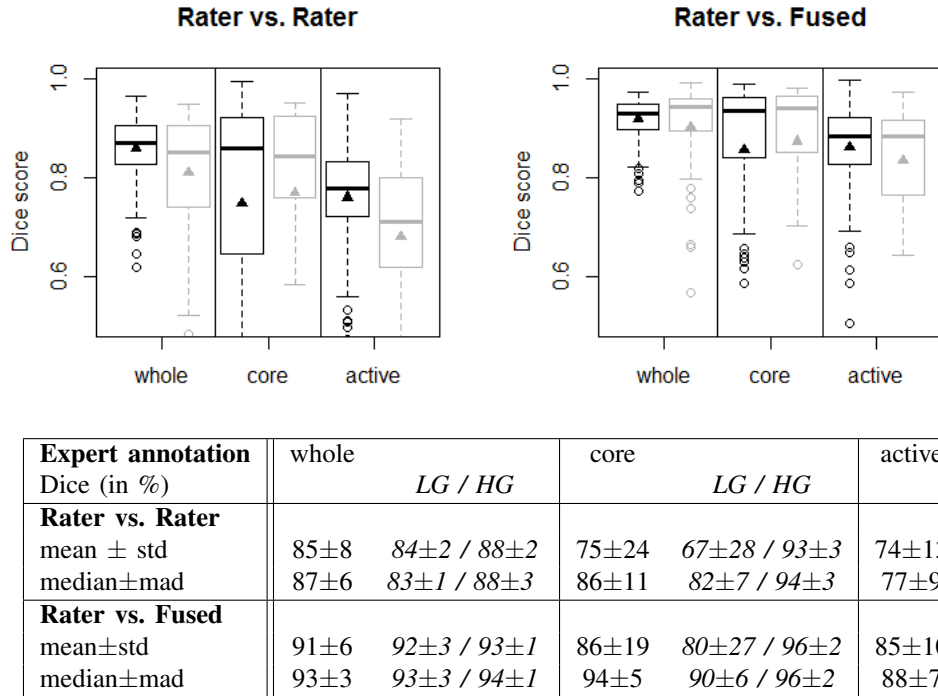 Rater vs. Rater
Rater vs. Fused
Dice score
1.0
0.8
0.6
whole core active
Dice score
1.0
0.8
0.6
whole core active
Expert annotation whole core active
Dice (in %) LG / HG LG / HG
Rater vs. Rater
mean ± std 85±8 84±2 / 88±2 75±24 67±28 / 93±3
median±mad 87±6 83±1 / 88±3 86±11 82±7 / 94±3 77±9
Rater vs. Fused
mean±std 91±6 92±3 / 93±1 86±19 80±27 / 96±2 85±10
median±mad 93±3 93±3 / 94±1 94±5 90±6 / 96±2 88±7